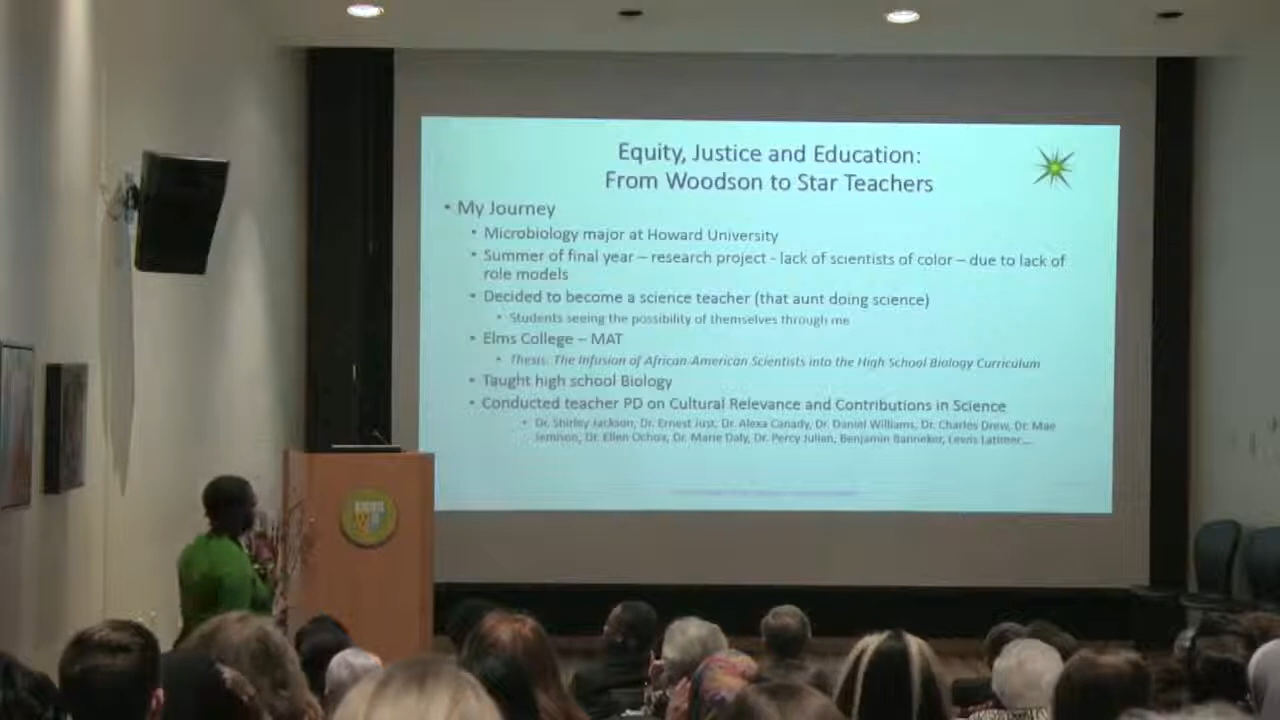 Equity, Justice and Education:
From Woodson to Star Teachers
• My Journey
• Microbiology major at Howard University
• Summer of final year – research project - lack of scientists of color – due to lack of
role models
• Decided to become a science teacher (that aunt doing science)
• Students seeing the possibility of themselves through me
• Elms College – MAT
• Thesis: The Infusion of African American Scientists into the High School Biology Curriculum
• Taught high school Biology
• Conducted teacher PD on Cultural Relevance and Contributions in Science
• Dr. Shirley Jackson, Dr. Ernest Just, Dr. Alexa Canady, Dr. Daniel Williams, Dr. Charles Drew, Dr. Mae
Jemison, Dr. Ellen Ochoa, Dr. Marie Daly, Dr. Percy Julian, Benjamin Banneker, Lewis Latimer...